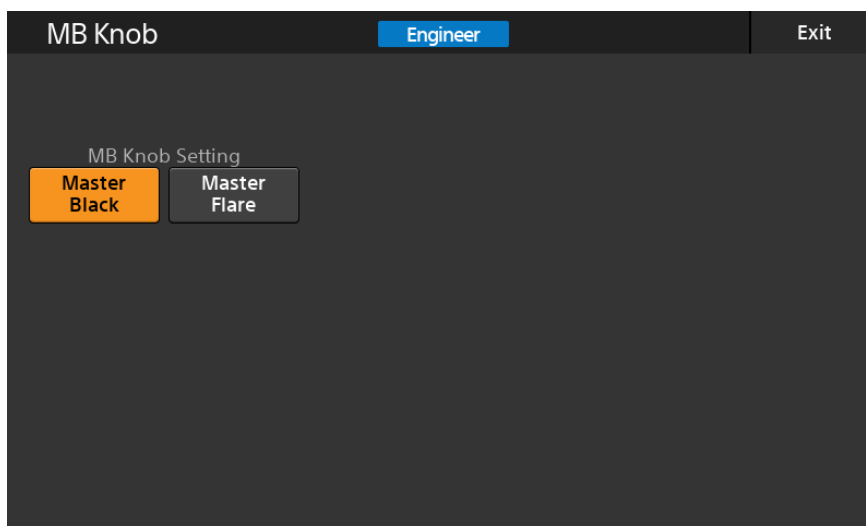 MB Knob
Engineer
Exit
MB Knob Setting
Master
Black
Master
Flare